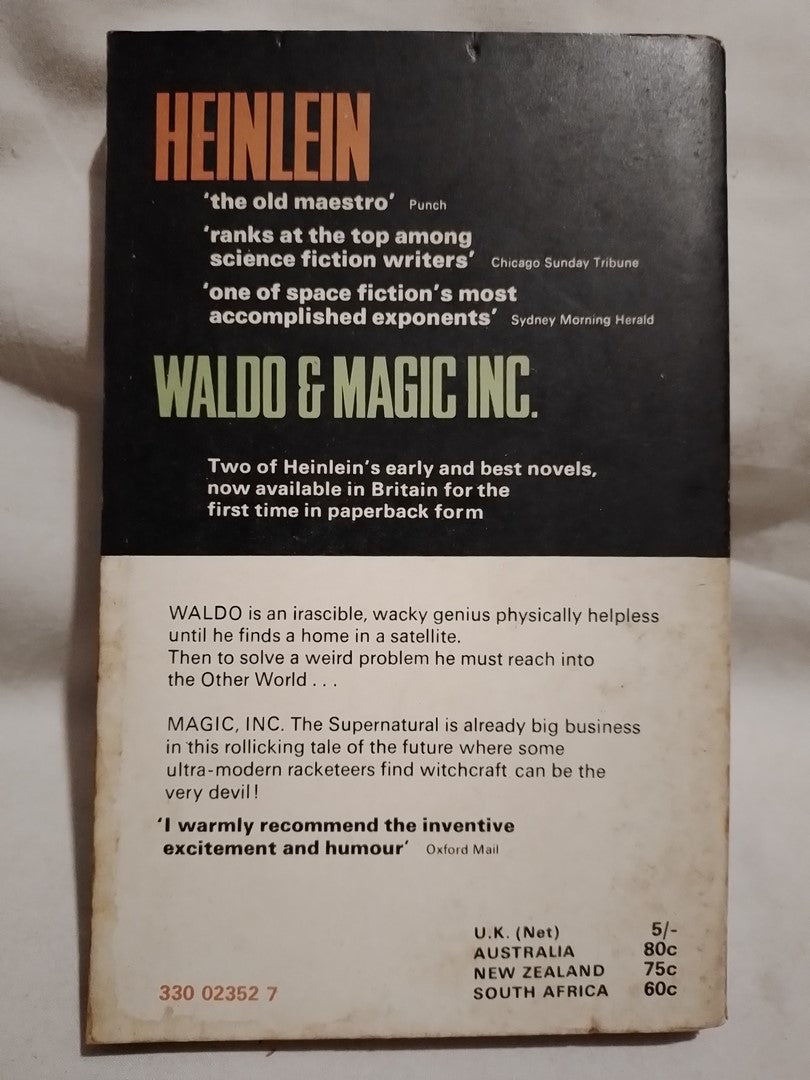 HEINLEIN
‘the old maestro’ Punch
‘ranks at the top among
science fiction writers’ Chicago Sunday Tribune
‘one of space fiction’s most
accomplished exponents’ Sydney Morning Herald
WALDO & MAGIC INC.
Two of Heinlein’s early and best novels,
now available in Britain for the
first time in paperback form
WALDO is an irascible, wacky genius physically helpless
until he finds a home in a satellite.
Then to solve a weird problem he must reach into
the Other World . . .
MAGIC, INC. The Supernatural is already big business
in this rollicking tale of the future where some
ultra-modern racketeers find witchcraft can be the
very devil!
‘I warmly recommend the inventive
excitement and humour’ Oxford Mail
U.K. (Net) 5/-
AUSTRALIA 80c
NEW ZEALAND 75c
SOUTH AFRICA 60c
330 02352 7